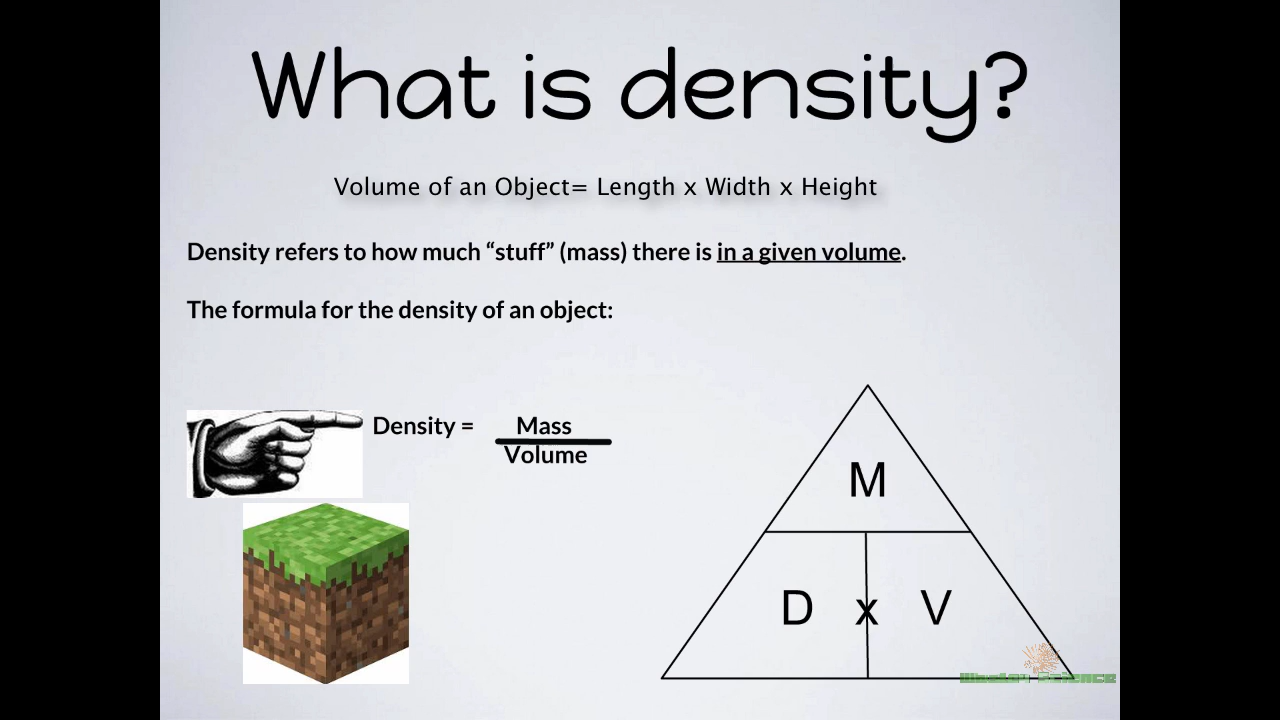 What is density?
Volume of an Object= Length x Width x Height
Density refers to how much “stuff” (mass) there is in a given volume.
The formula for the density of an object:
Density = Mass
Volume
M
D x V
Science